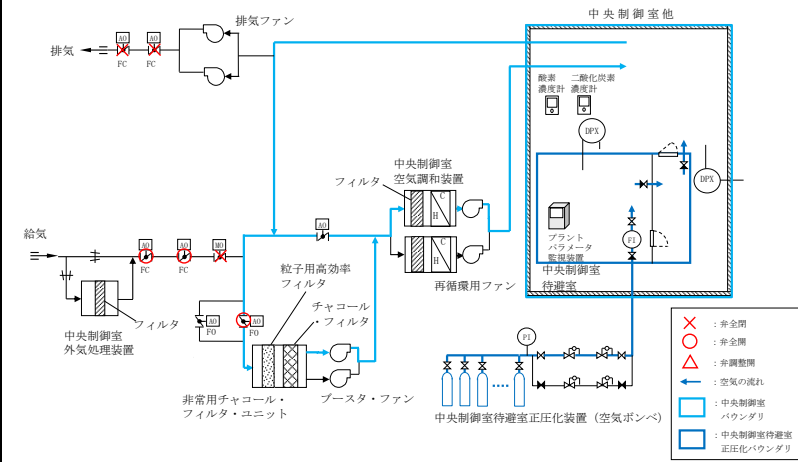 中央制御室他
排気ファン
排気
AO
AO
FC
FC
酸素
濃度計
二酸化炭素
濃度計
DPX
DPX
中央制御室
空気調和装置
フィルタ
C
H
C
H
AO
再循環用ファン
給気
AO
AO
MO
FC
FC
フィルタ
中央制御室
外気処理装置
粒子用高効率
フィルタ
チャコール
・フィルタ
AO
FO
AO
FO
ブースタ・ファン
非常用チャコール・
フィルタ・ユニット
プラント
パラメータ
監視装置
FI
中央制御室
待避室
PI
中央制御室待避室正圧化装置（空気ボンベ）
：弁全閉
：弁全開
：弁調整開
：空気の流れ
：中央制御室
バウンダリ
：中央制御室待避室
正圧化バウンダリ